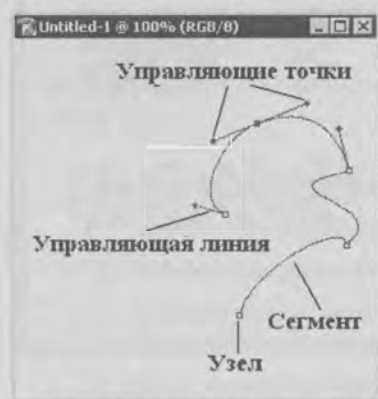 Untitled-1 @ 100% (RGB/8)
Управляющие точки
Управляющая линия
Сегмент
Узел